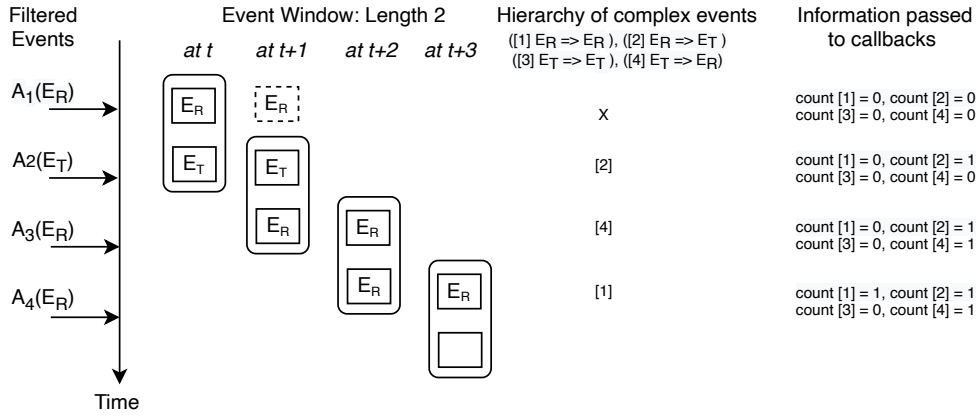 Filtered
Events
Event Window: Length 2
at t
at t+1
at t+2
at t+3
Hierarchy of complex events
([1] E_R => E_R ), ([2] E_R => E_T )
([3] E_T => E_T ), ([4] E_T => E_R)
Information passed
to callbacks
A_1(E_R)
E_R
E_R
X
count [1] = 0, count [2] = 0
count [3] = 0, count [4] = 0
A2(E_T)
E_T
E_T
[2]
count [1] = 0, count [2] = 1
count [3] = 0, count [4] = 0
A_3(E_R)
E_R
E_R
[4]
count [1] = 0, count [2] = 1
count [3] = 0, count [4] = 1
A_4(E_R)
E_R
E_R
[1]
count [1] = 1, count [2] = 1
count [3] = 0, count [4] = 1
Time